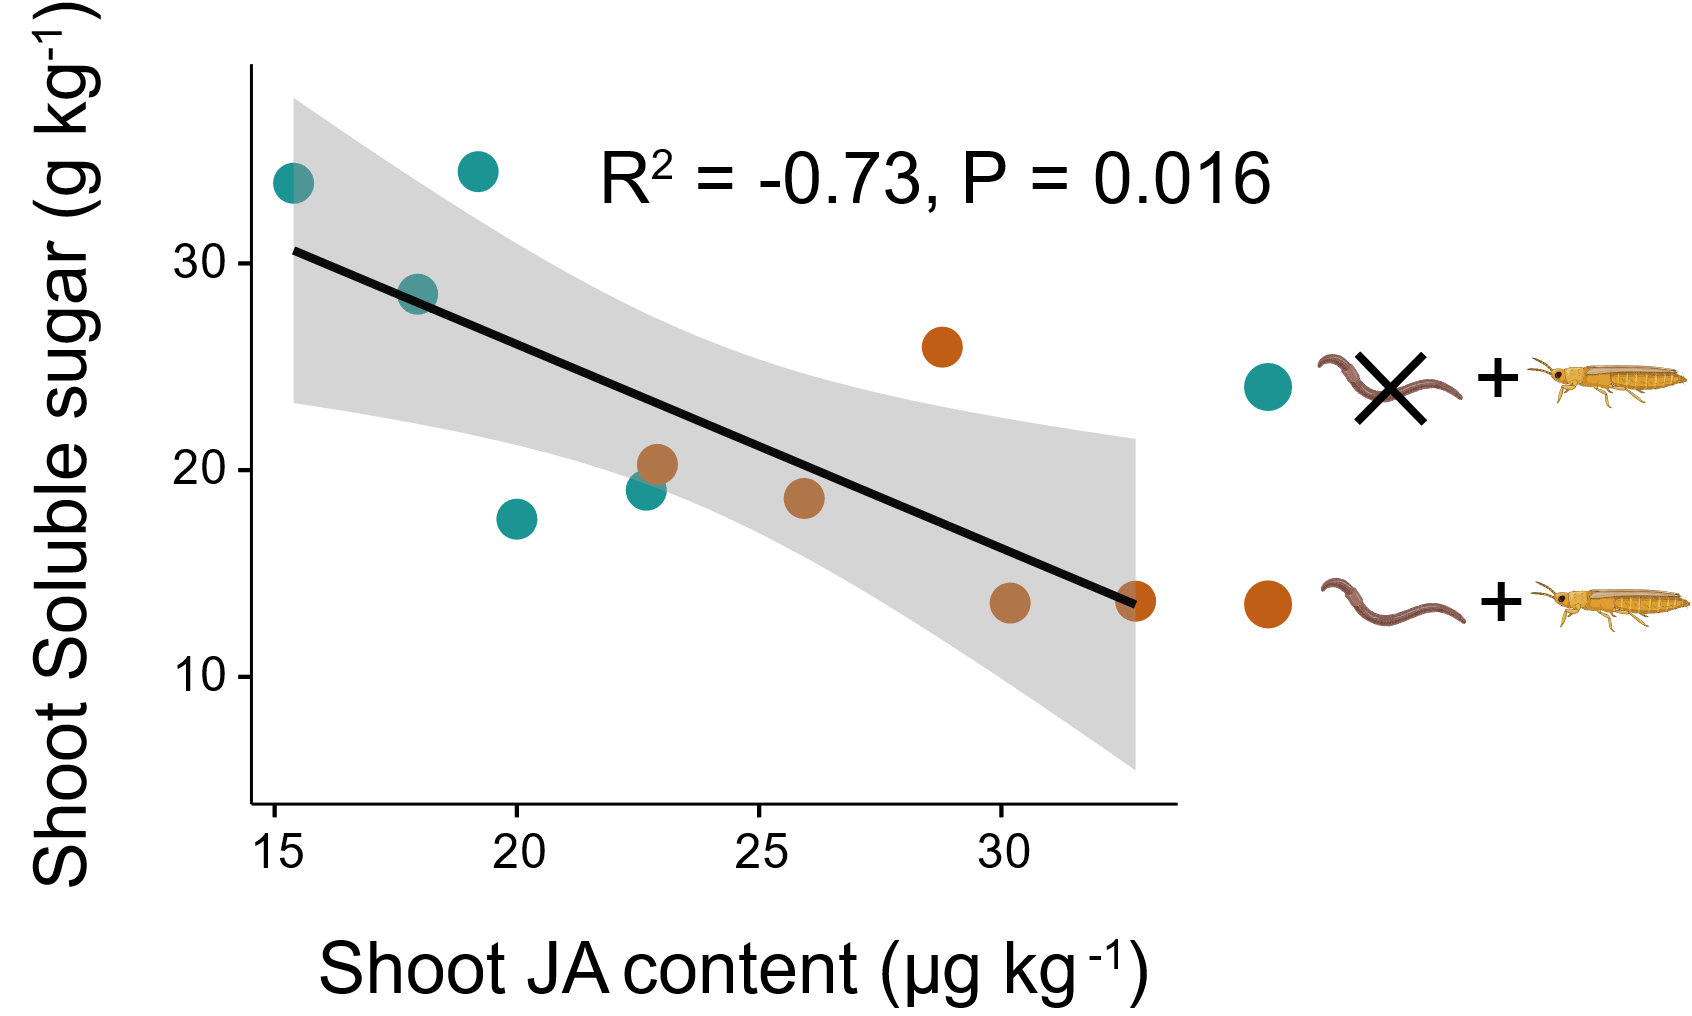 Shoot Soluble sugar (g kg⁻¹)
R² = -0.73, P = 0.016
30
20
10
15 20 25 30
Shoot JA content (µg kg⁻¹)
+
+